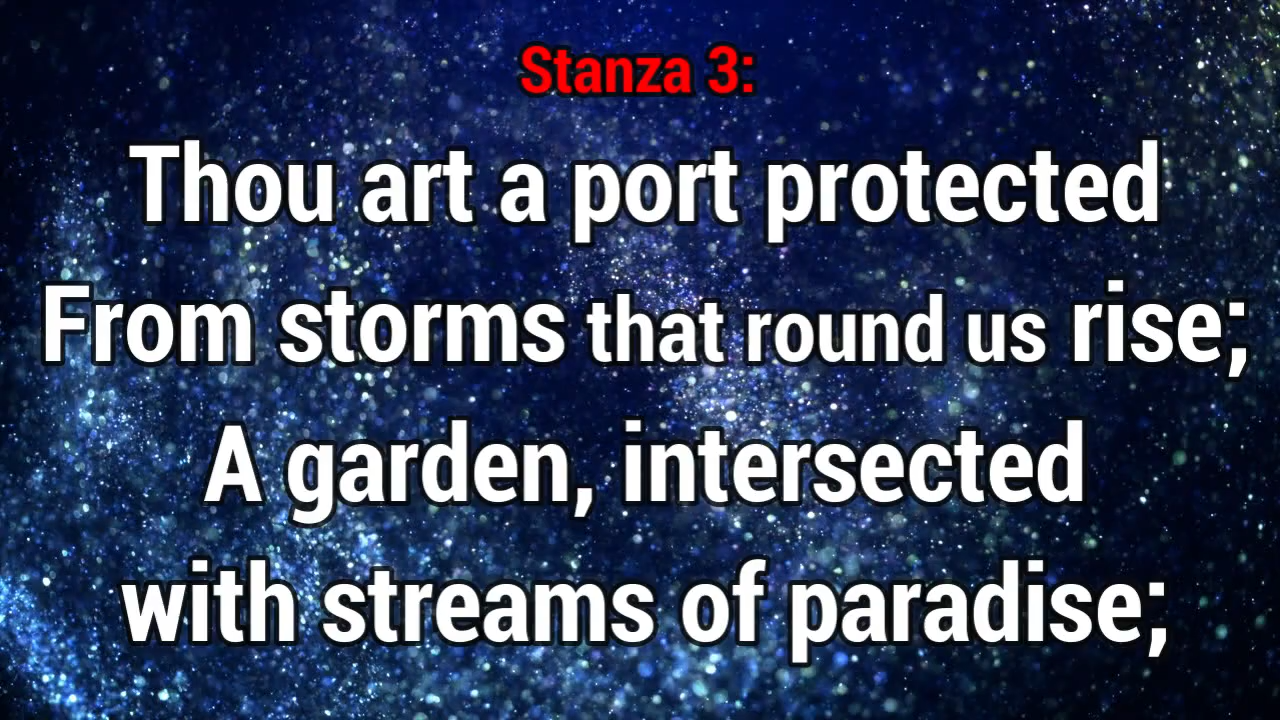 Stanza 3:
Thou art a port protected
From storms that round us rise;
A garden, intersected
with streams of paradise;